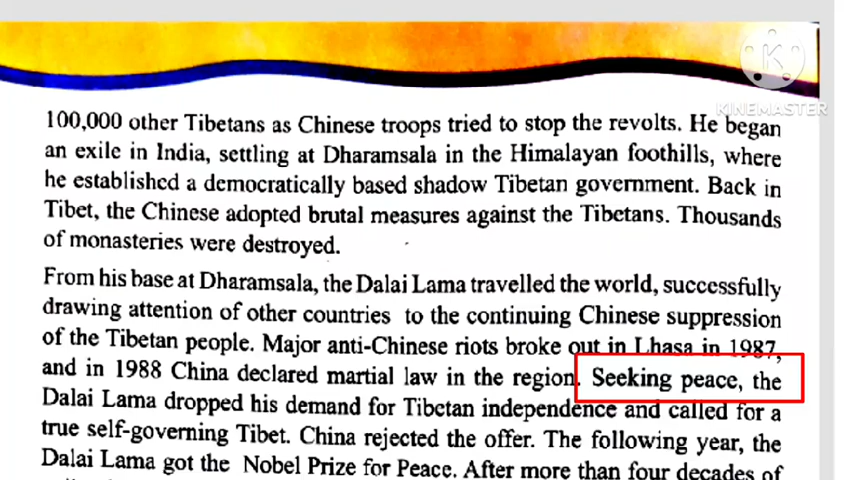 KINEMASTER
100,000 other Tibetans as Chinese troops tried to stop the revolts. He began
an exile in India, settling at Dharamsala in the Himalayan foothills, where
he established a democratically based shadow Tibetan government. Back in
Tibet, the Chinese adopted brutal measures against the Tibetans. Thousands
of monasteries were destroyed.
From his base at Dharamsala, the Dalai Lama travelled the world, successfully
drawing attention of other countries to the continuing Chinese suppression
of the Tibetan people. Major anti-Chinese riots broke out in Lhasa in 1987,
and in 1988 China declared martial law in the region. Seeking peace, the
Dalai Lama dropped his demand for Tibetan independence and called for a
true self-governing Tibet. China rejected the offer. The following year, the
Dalai Lama got the Nobel Prize for Peace. After more than four decades of